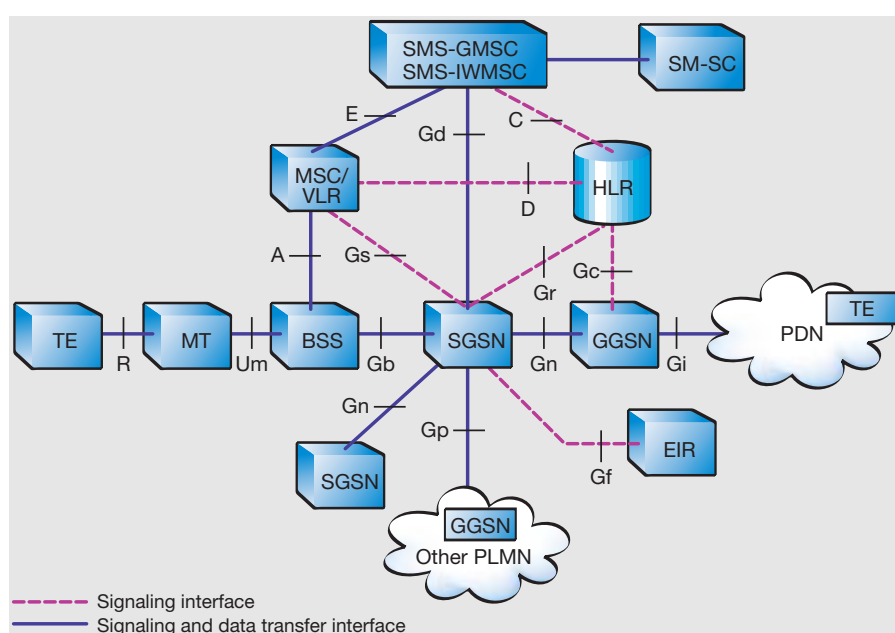 SMS-GMSC
SMS-IWMSC
SM-SC
E
Gd
C
MSC/
VLR
HLR
D
A
Gs
Gr
Gc
TE
PDN
TE
R
MT
Um
BSS
Gb
SGSN
Gn
GGSN
Gi
Gn
Gp
SGSN
Gf
EIR
GGSN
Other PLMN
Signaling interface
Signaling and data transfer interface